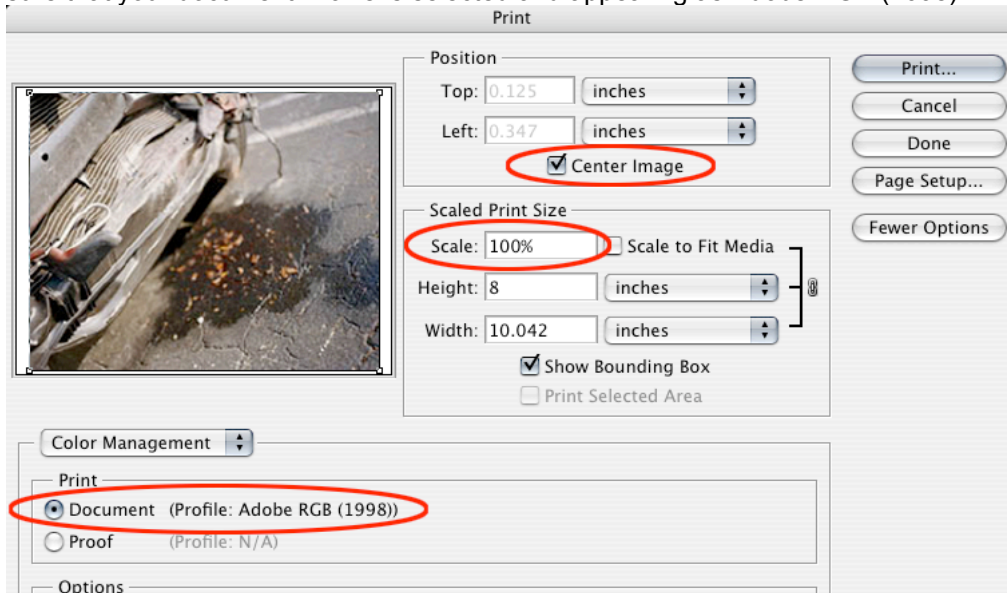 Print
Position
Top: 0.125 inches
Left: 0.347 inches
Center Image
Scaled Print Size
Scale: 100% Scale to Fit Media
Height: 8 inches
Width: 10.042 inches
Show Bounding Box
Print Selected Area
Print...
Cancel
Done
Page Setup...
Fewer Options
Color Management
Print
Document (Profile: Adobe RGB (1998))
Proof (Profile: N/A)
Options